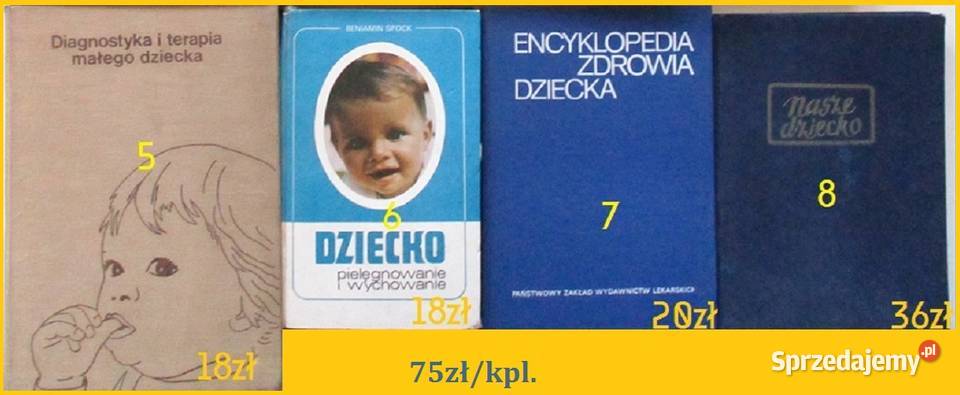 Diagnostyka i terapia
małego dziecka
5
18zł
BENJAMIN SPOCK
6
DZIECKO
pielęgnowanie
i wychowanie
18zł
ENCYKLOPEDIA
ZDROWIA
DZIECKA
7
PAŃSTWOWY ZAKŁAD WYDAWNICTW LEKARSKICH
20zł
nasze
dziecko
8
36zł
75zł/kpl.
Sprzedajemy.pl